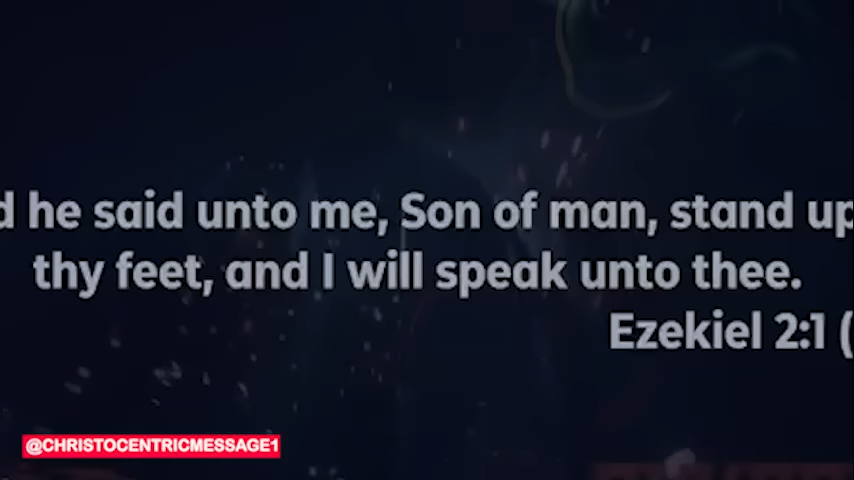 d he said unto me, Son of man, stand up
thy feet, and I will speak unto thee.
Ezekiel 2:1 (
@CHRISTOCENTRICMESSAGE1